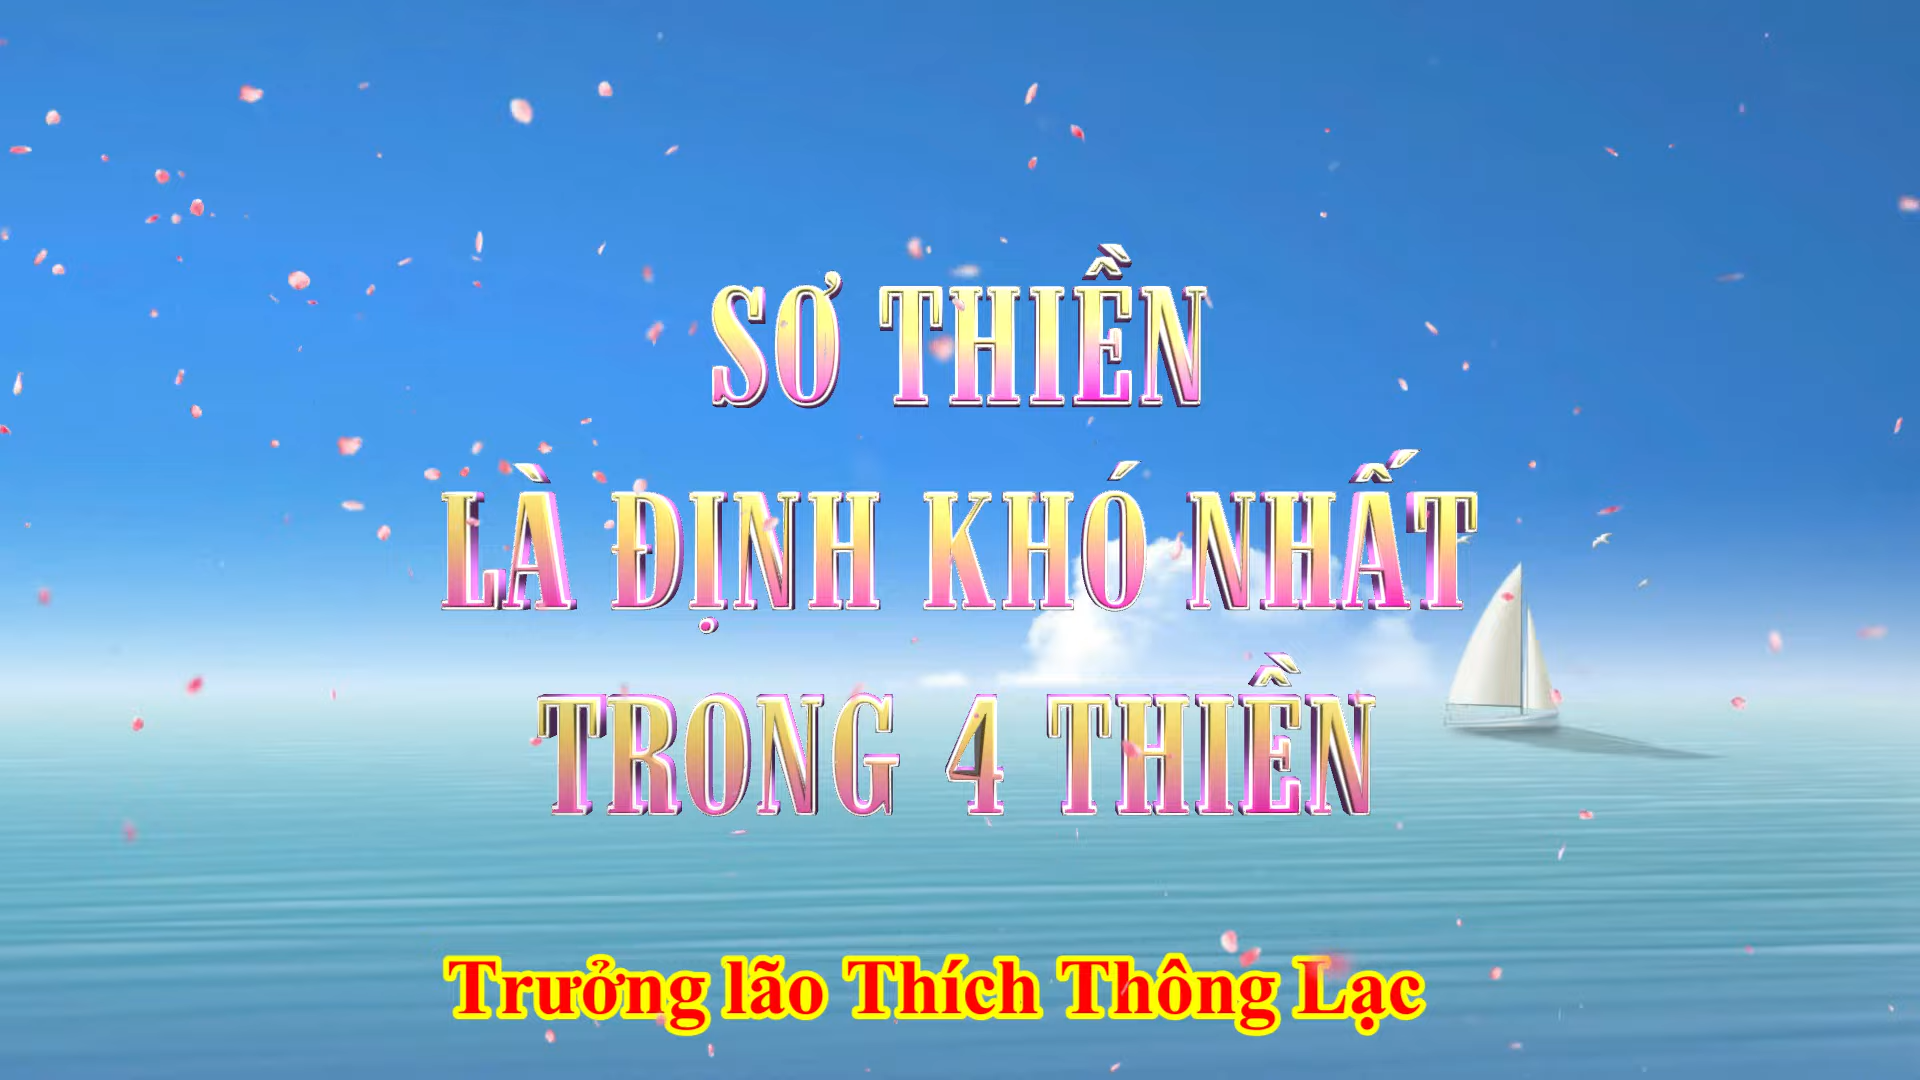 SƠ THIỀN
LÀ ĐỊNH KHÓ NHẤT
TRONG 4 THIỀN
Trưởng lão Thích Thông Lạc